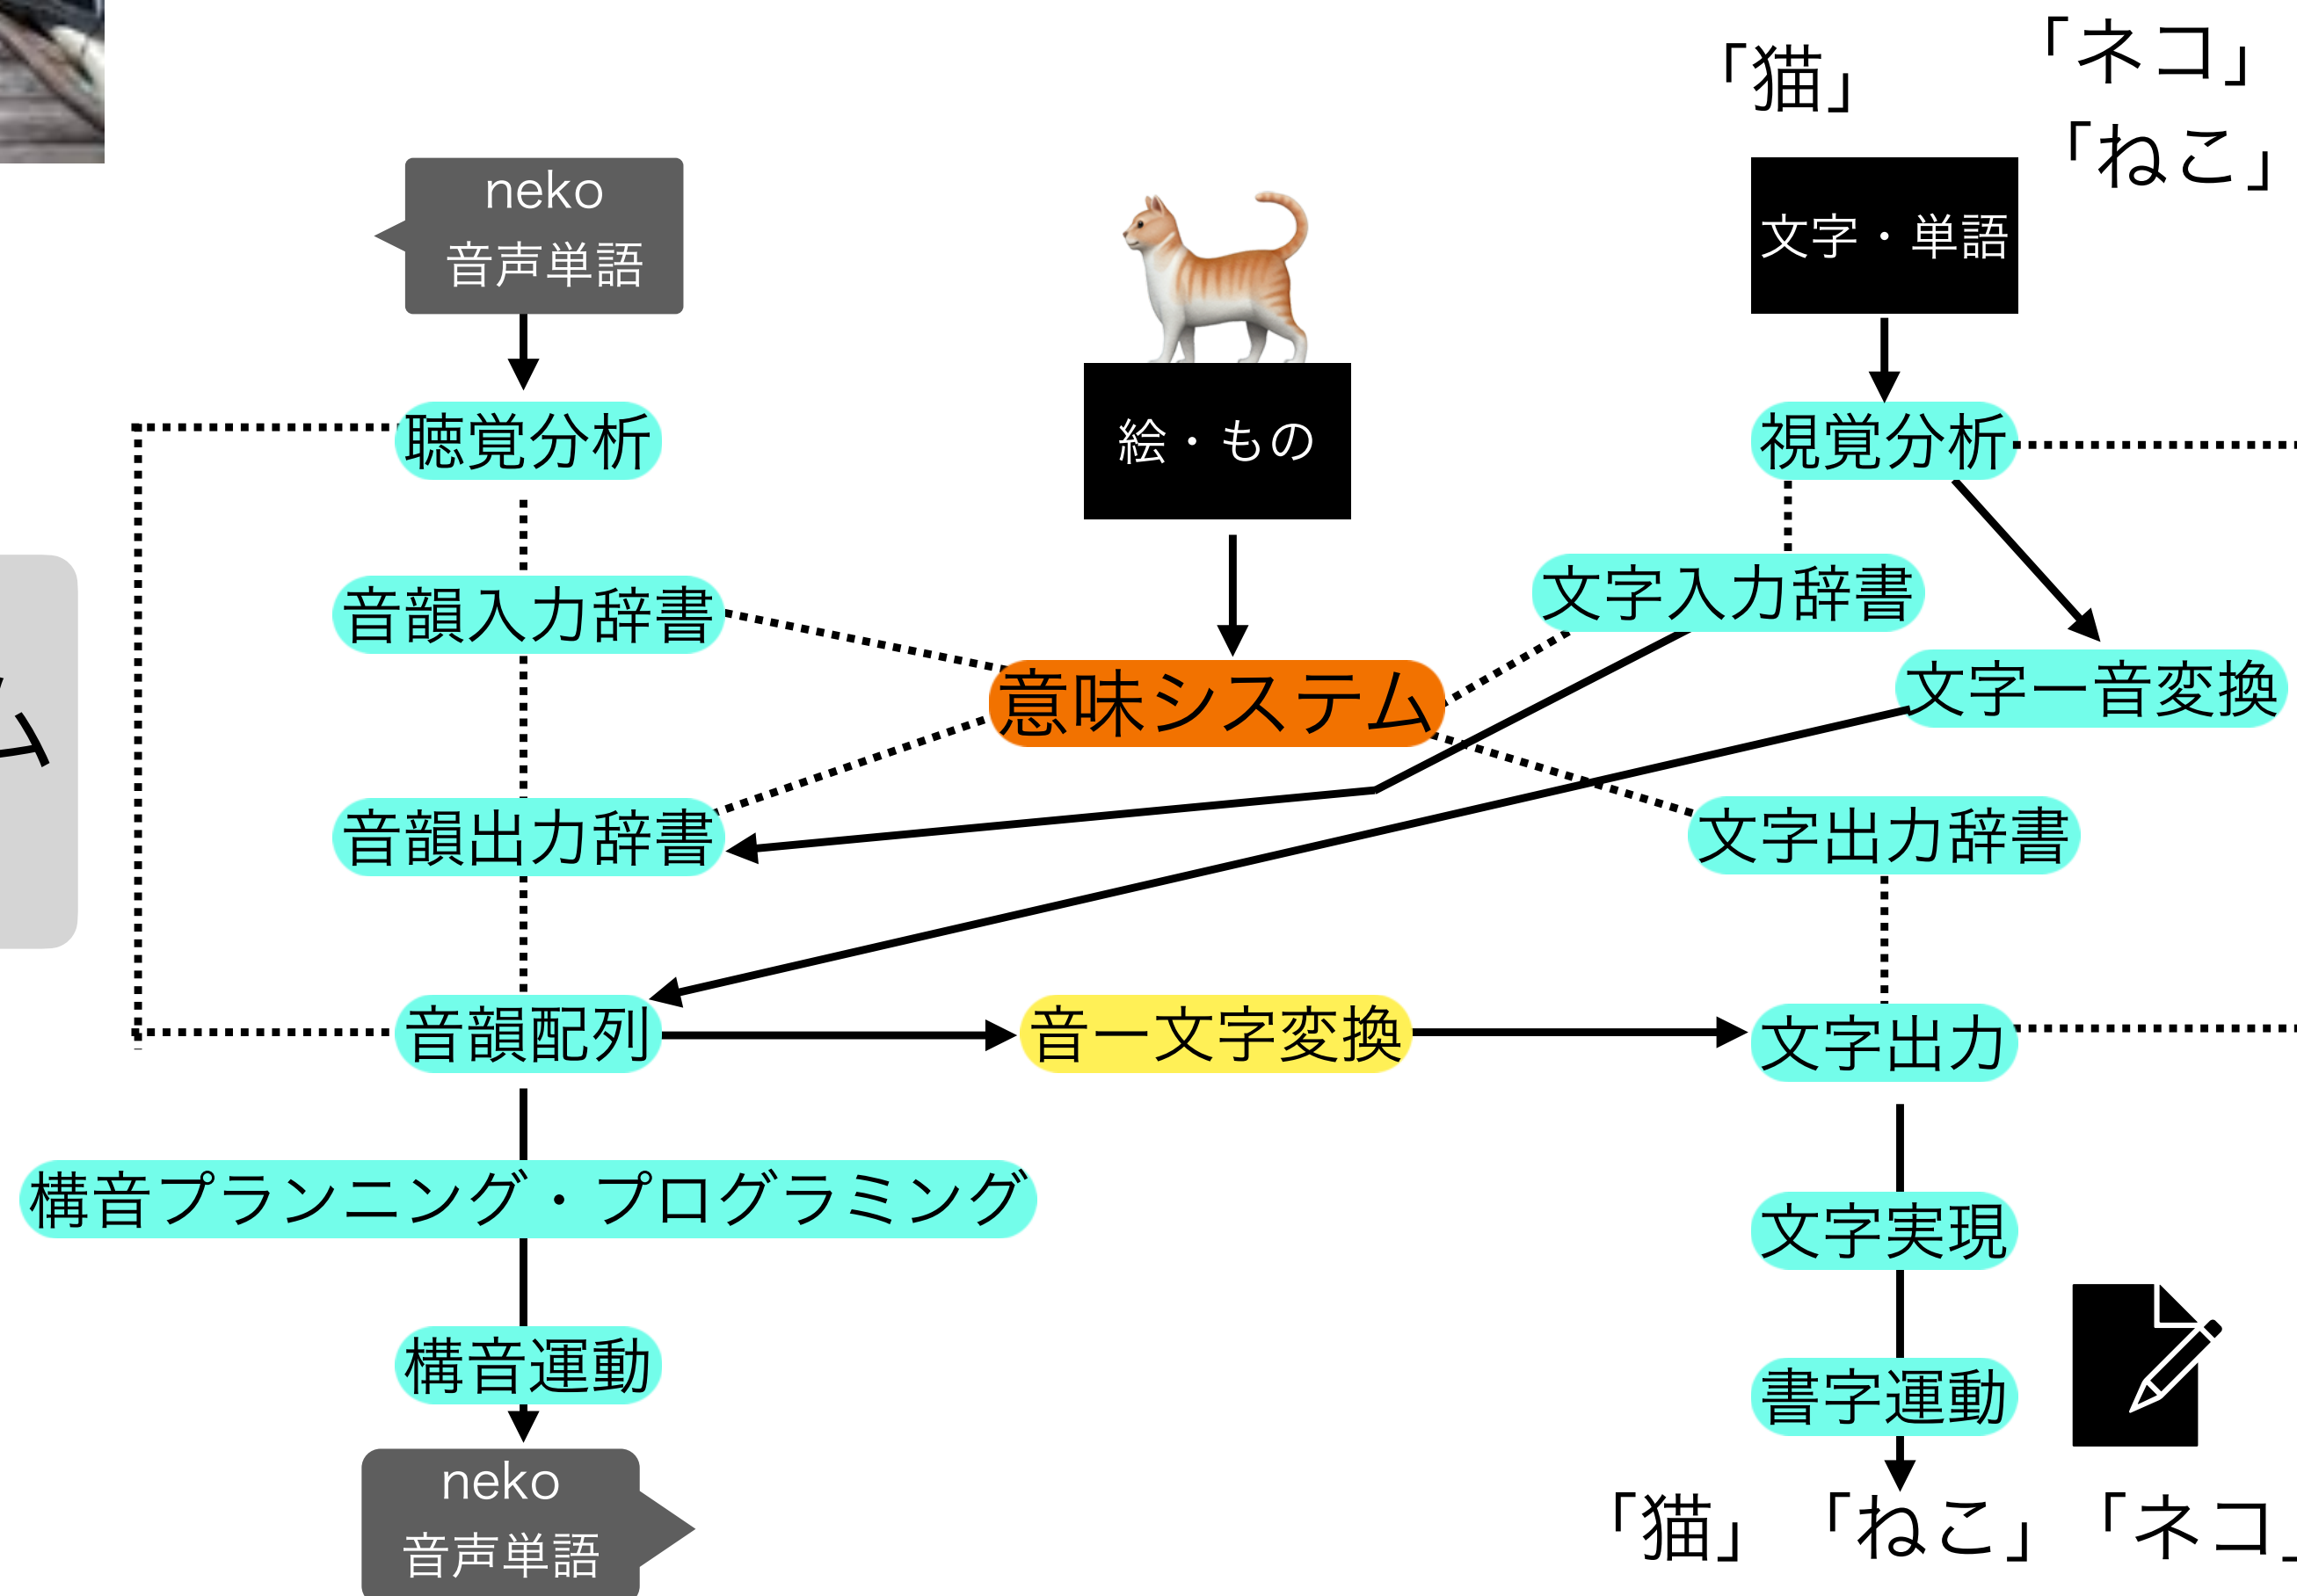 「猫」
「ネコ」
「ねこ」
neko
音声単語
文字・単語
絵・もの
聴覚分析
視覚分析
音韻入力辞書
文字入力辞書
意味システム
文字ー音変換
ム
音韻出力辞書
文字出力辞書
音韻配列
音ー文字変換
文字出力
構音プランニング・プログラミング
文字実現
構音運動
書字運動
neko
音声単語
「猫」 「ねこ」 「ネコ」